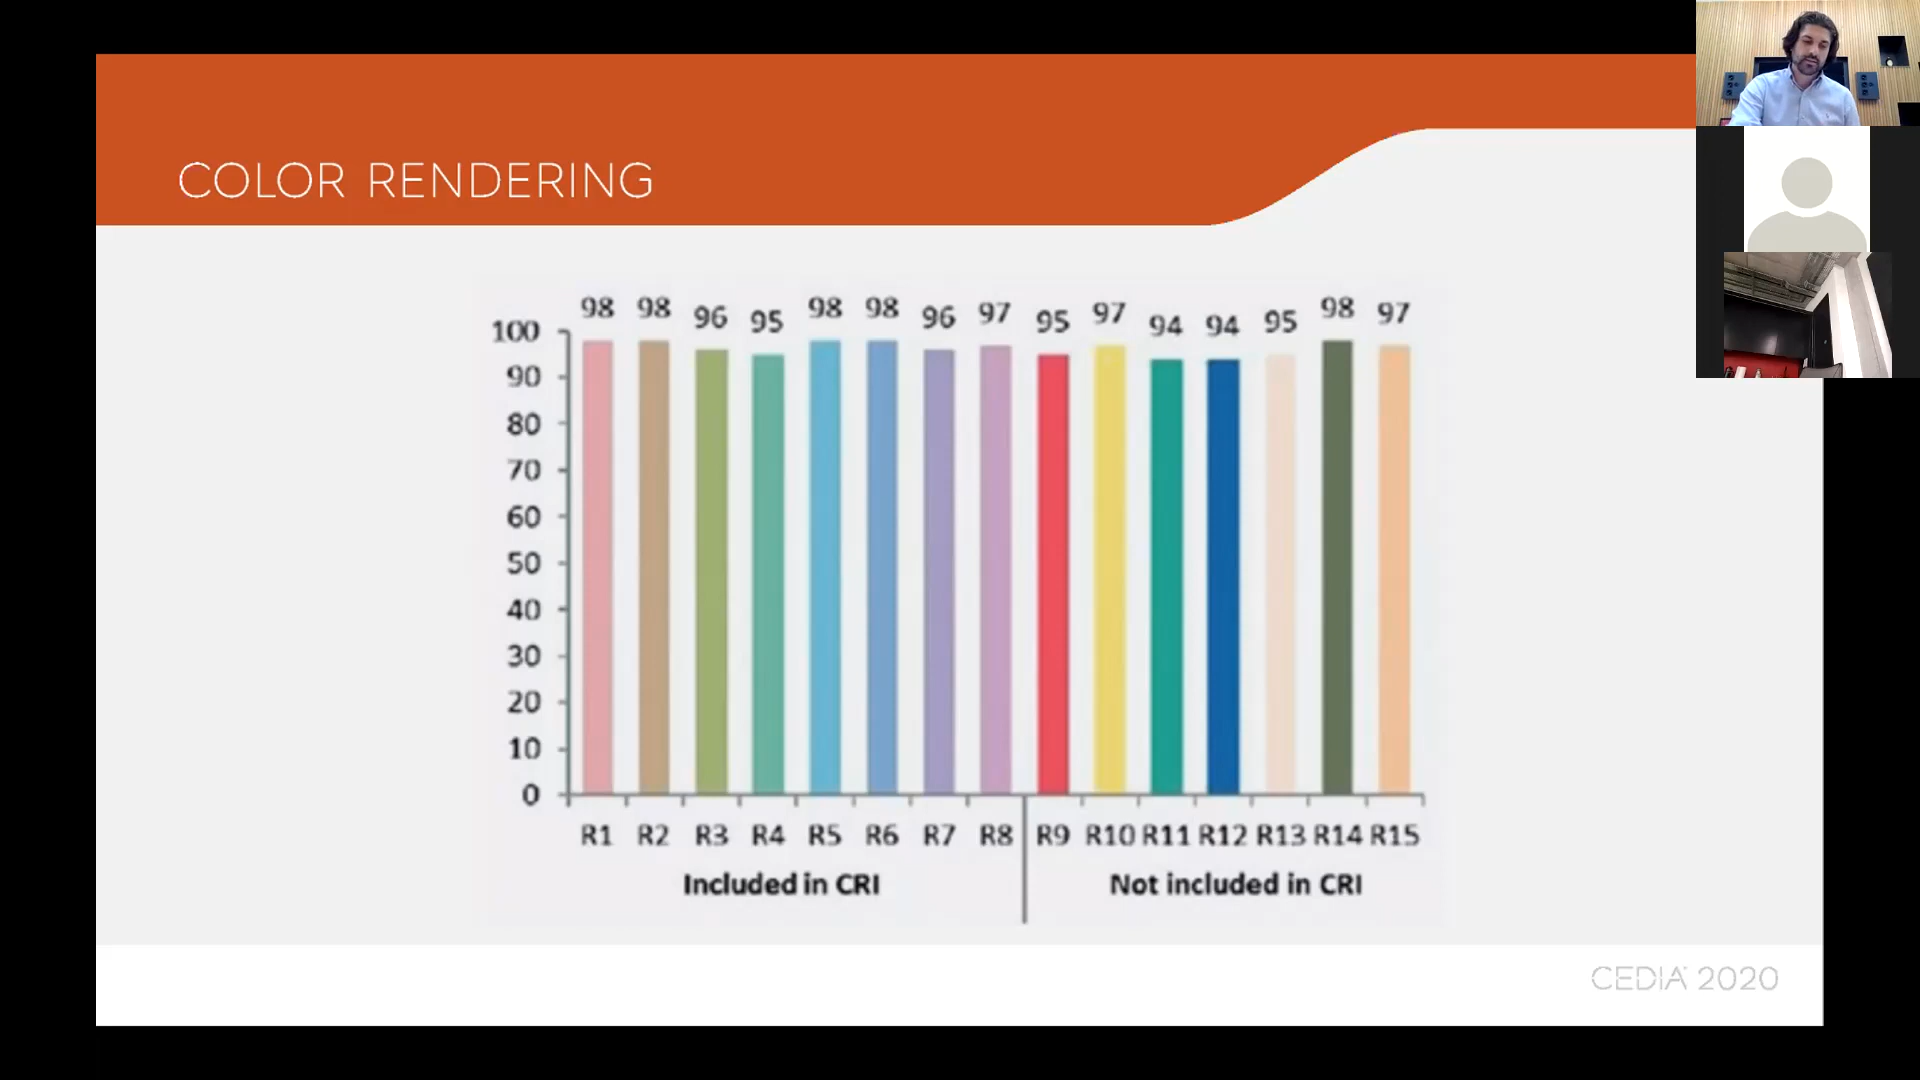 COLOR RENDERING
98 98 96 95 98 98 96 97 95 97 94 94 95 98 97
100
90
80
70
60
50
40
30
20
10
0
R1 R2 R3 R4 R5 R6 R7 R8 R9 R10 R11 R12 R13 R14 R15
Included in CRI Not included in CRI
CEDIA 2020